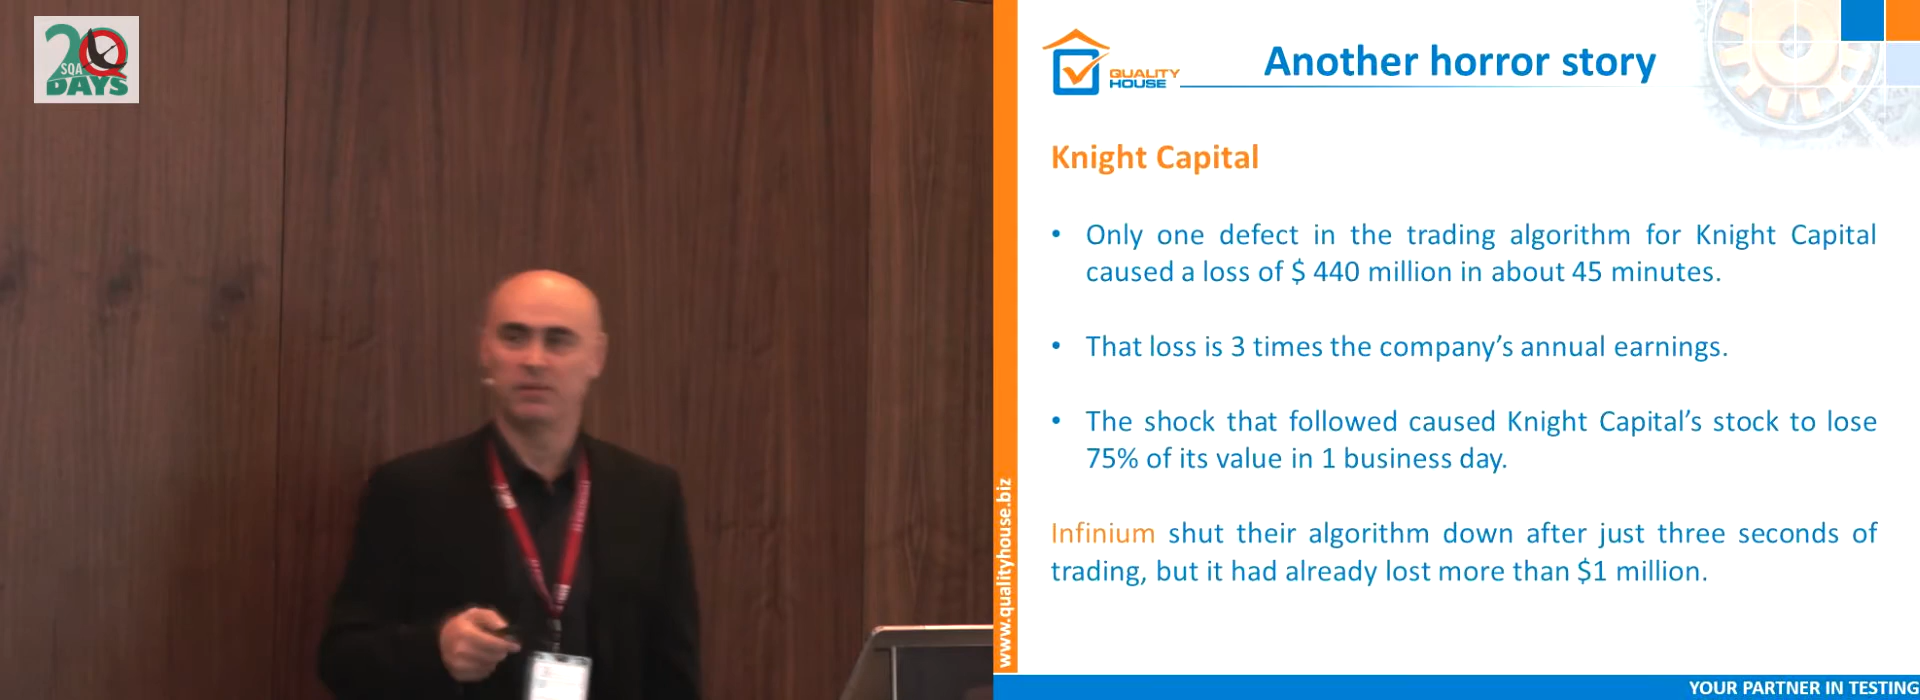 20
SQA
DAYS
QUALITY
HOUSE
Another horror story
Knight Capital
• Only one defect in the trading algorithm for Knight Capital
caused a loss of $ 440 million in about 45 minutes.
• That loss is 3 times the company's annual earnings.
• The shock that followed caused Knight Capital's stock to lose
75% of its value in 1 business day.
Infinium shut their algorithm down after just three seconds of
trading, but it had already lost more than $1 million.
www.qualityhouse.biz
YOUR PARTNER IN TESTING